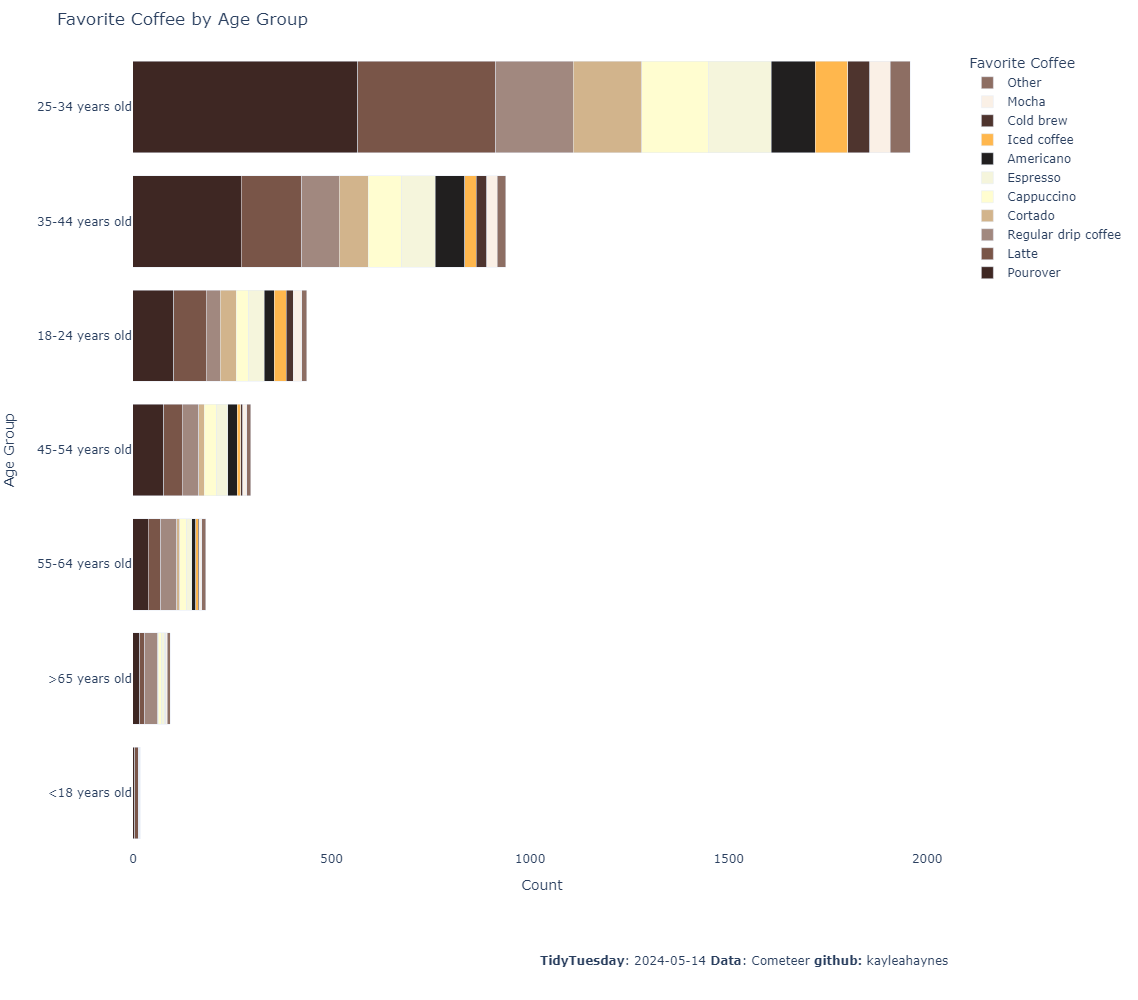 Favorite Coffee by Age Group
Favorite Coffee
Other
Mocha
Cold brew
Iced coffee
Americano
Espresso
Cappuccino
Cortado
Regular drip coffee
Latte
Pourover
Age Group
25-34 years old
35-44 years old
18-24 years old
45-54 years old
55-64 years old
>65 years old
<18 years old
0 500 1000 1500 2000
Count
TidyTuesday: 2024-05-14 Data: Cometeer github: kayleahaynes